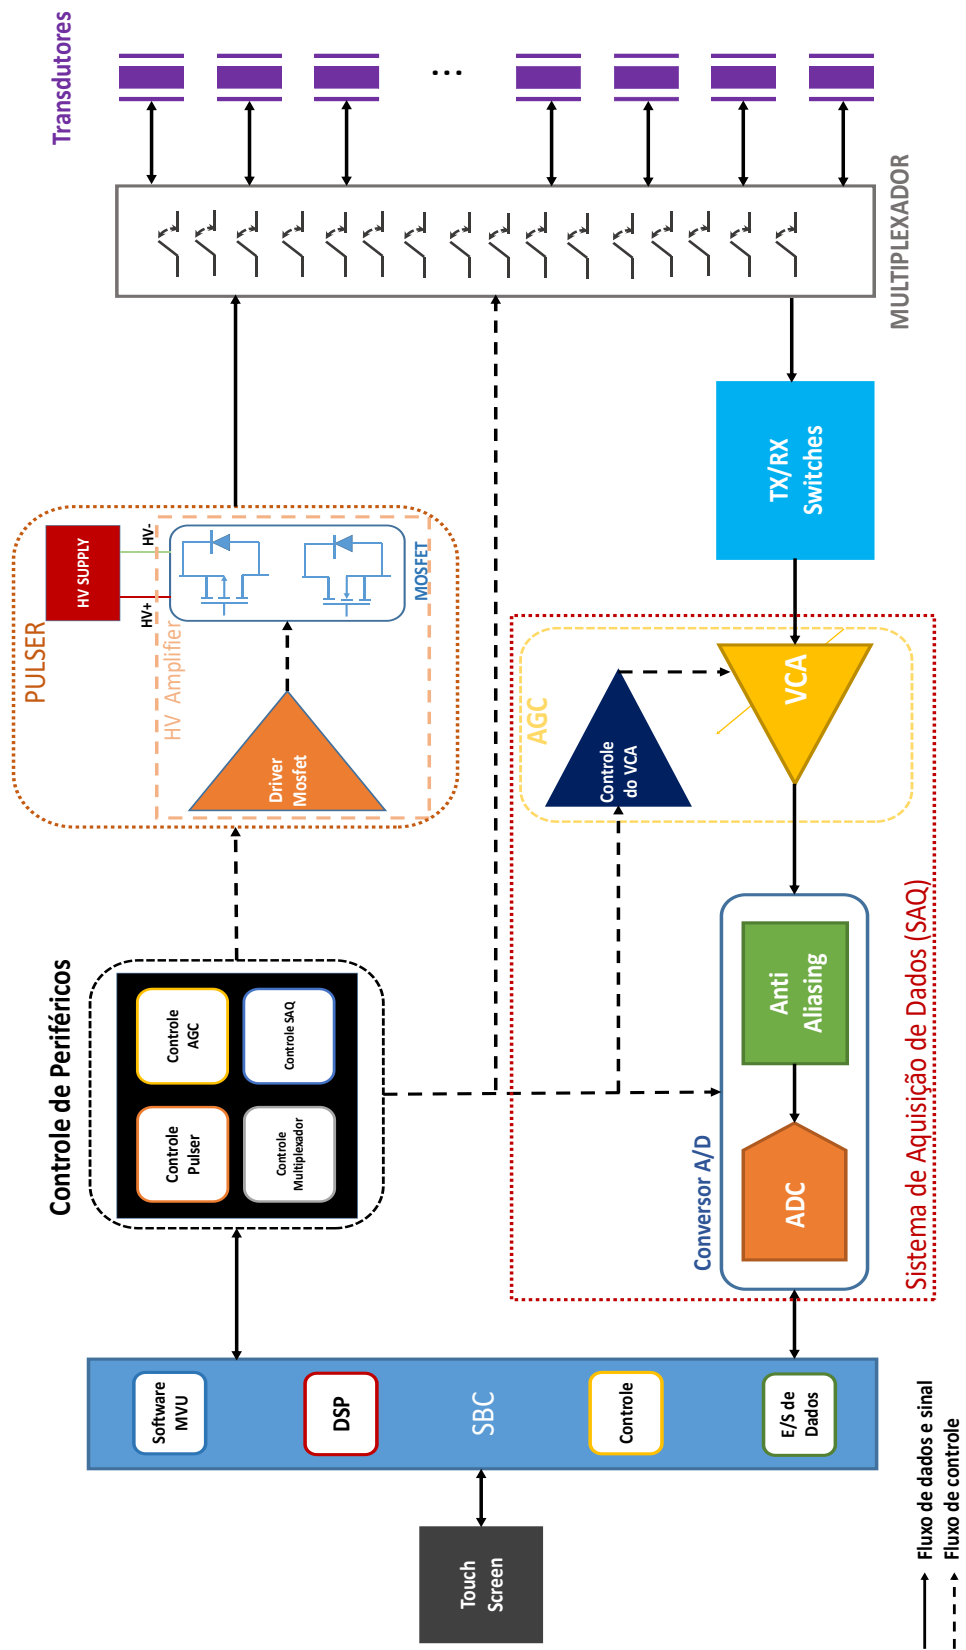 Touch
Screen
Software
MVU
DSP
SBC
Controle
E/S de
Dados
Controle de Periféricos
Controle
Pulser
Controle
AGC
Controle
Multiplexador
Controle SAQ
PULSER
HV SUPPLY
HV+
HV-
HV Amplifier
Driver
Mosfet
MOSFET
Transdutores
...
MULTIPLEXADOR
TX/RX
Switches
AGC
Controle
do VCA
VCA
Conversor A/D
ADC
Anti
Aliasing
Sistema de Aquisição de Dados (SAQ)
Fluxo de dados e sinal
Fluxo de controle